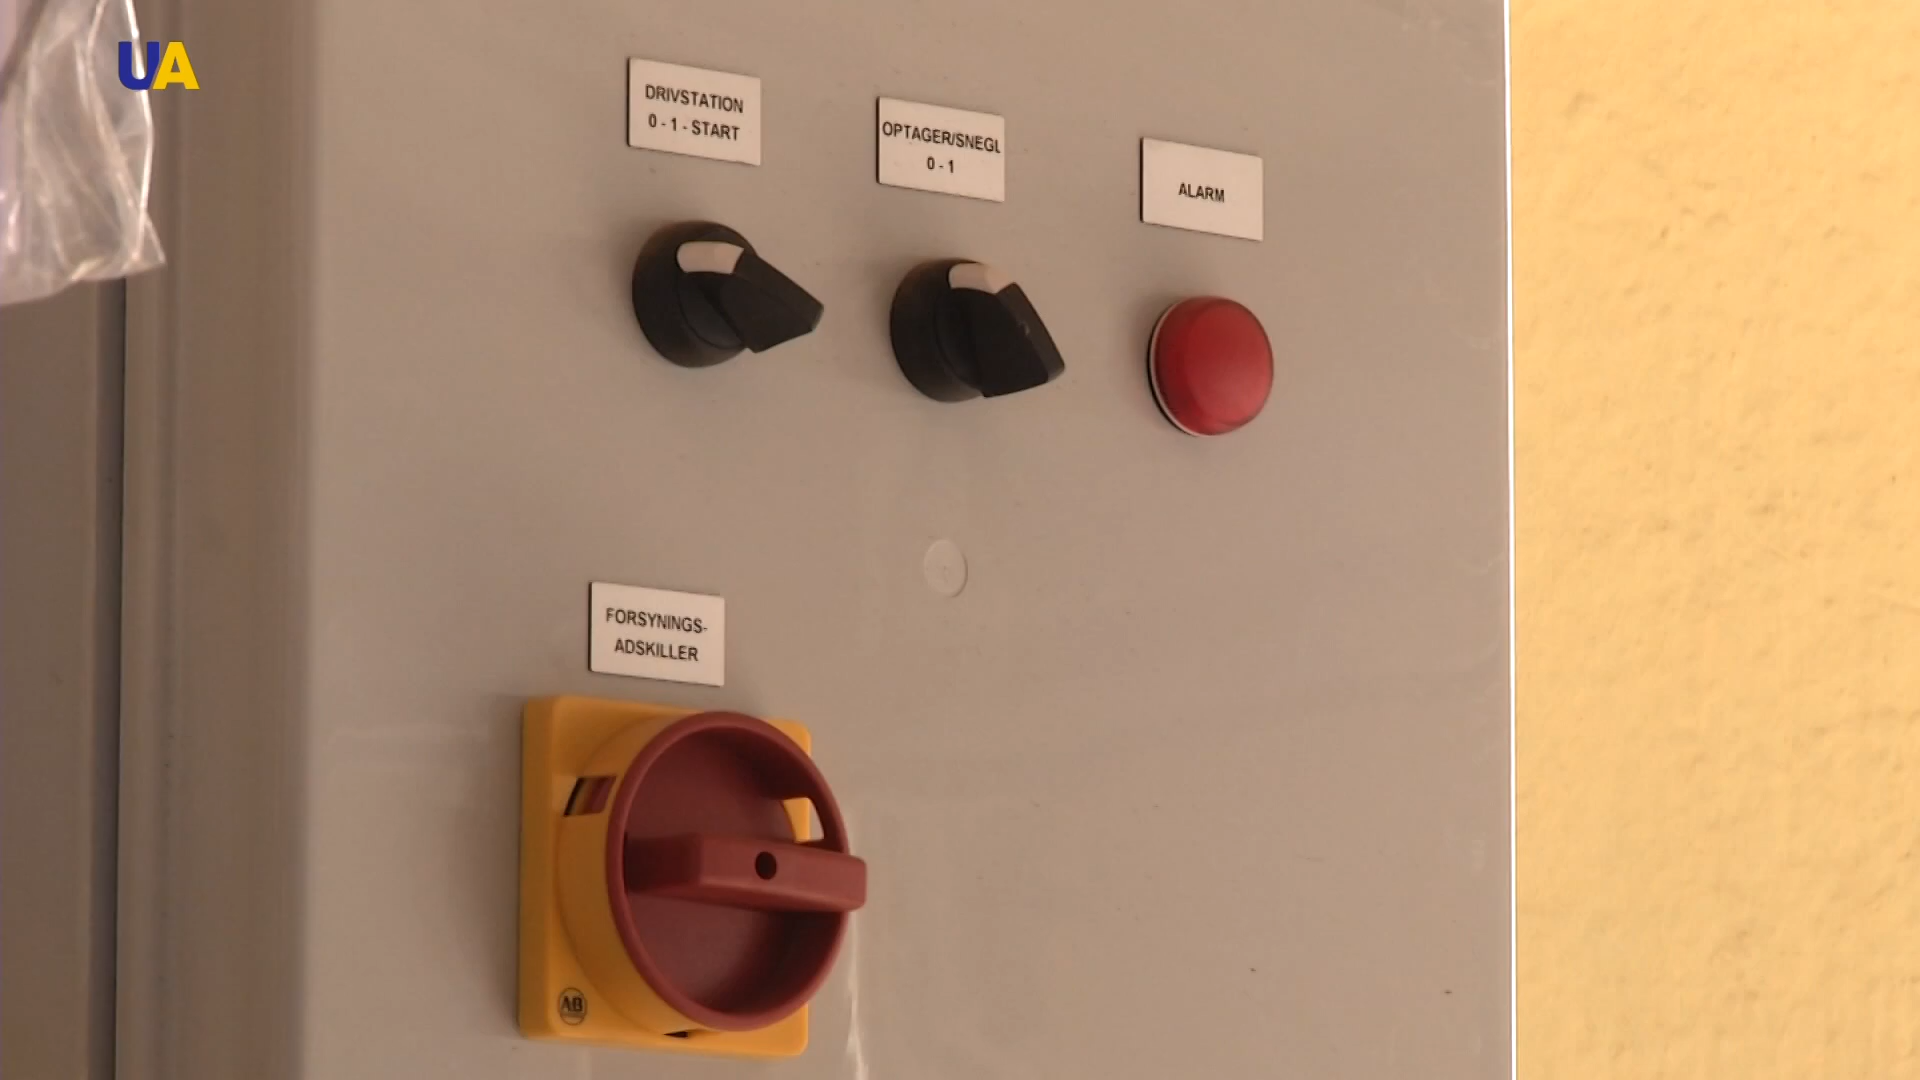 UA
DRIVSTATION
0 - 1 - START
OPTAGER/SNEGL
0 - 1
ALARM
FORSYNINGS-
ADSKILLER
AB